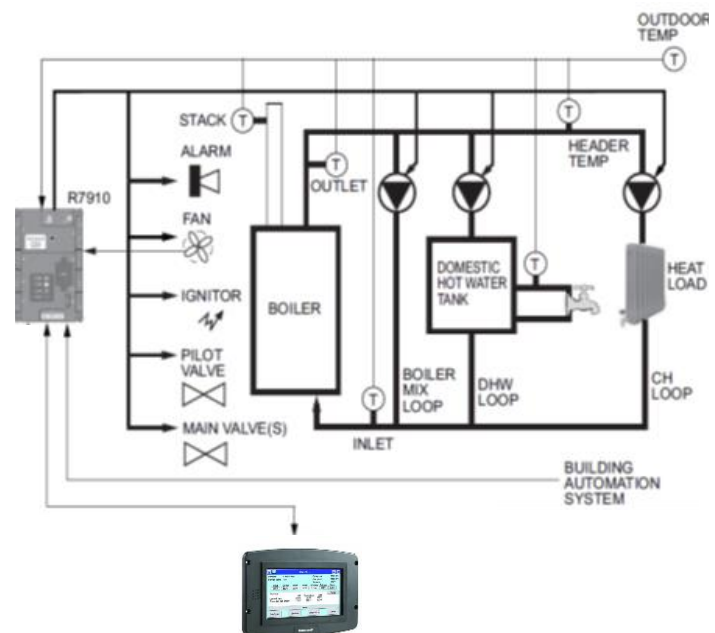 OUTDOOR
TEMP
T
STACK
T
T
T
T
T
ALARM
HEADER
TEMP
OUTLET
R7910
FAN
DOMESTIC
HOT WATER
TANK
T
HEAT
LOAD
IGNITOR
BOILER
PILOT
VALVE
BOILER
MIX
LOOP
DHW
LOOP
CH
LOOP
T
MAIN VALVE(S)
INLET
BUILDING
AUTOMATION
SYSTEM